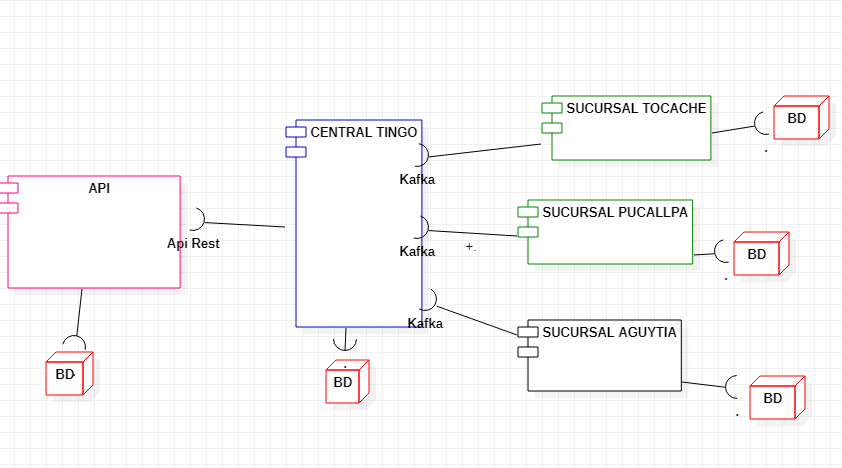 SUCURSAL TOCACHE
BD
CENTRAL TINGO
Kafka
API
SUCURSAL PUCALLPA
Api Rest
Kafka
+.
BD
Kafka
SUCURSAL AGUYTIA
BD
BD
BD